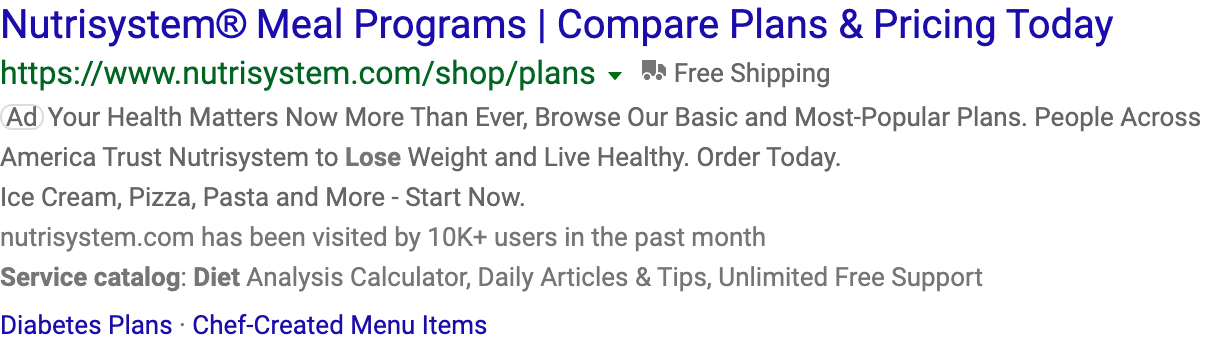 Nutrisystem® Meal Programs | Compare Plans & Pricing Today
https://www.nutrisystem.com/shop/plans Free Shipping
Ad Your Health Matters Now More Than Ever, Browse Our Basic and Most-Popular Plans. People Across
America Trust Nutrisystem to Lose Weight and Live Healthy. Order Today.
Ice Cream, Pizza, Pasta and More - Start Now.
nutrisystem.com has been visited by 10K+ users in the past month
Service catalog: Diet Analysis Calculator, Daily Articles & Tips, Unlimited Free Support
Diabetes Plans · Chef-Created Menu Items